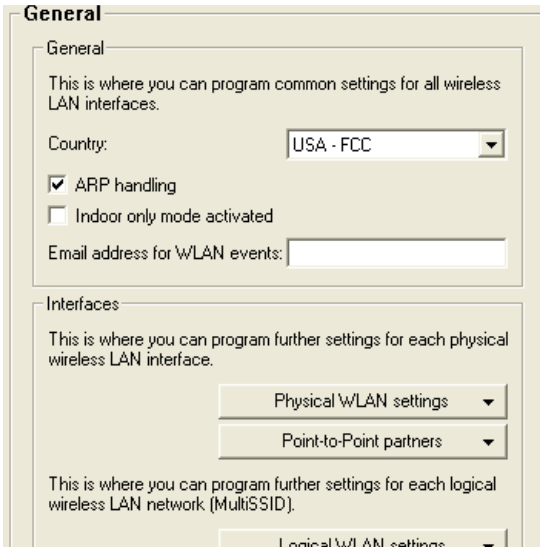 General
General
This is where you can program common settings for all wireless
LAN interfaces.
Country:
USA - FCC
ARP handling
Indoor only mode activated
Email address for WLAN events:
Interfaces
This is where you can program further settings for each physical
wireless LAN interface.
Physical WLAN settings
Point-to-Point partners
This is where you can program further settings for each logical
wireless LAN network (MultiSSID).
Logical WLAN settings